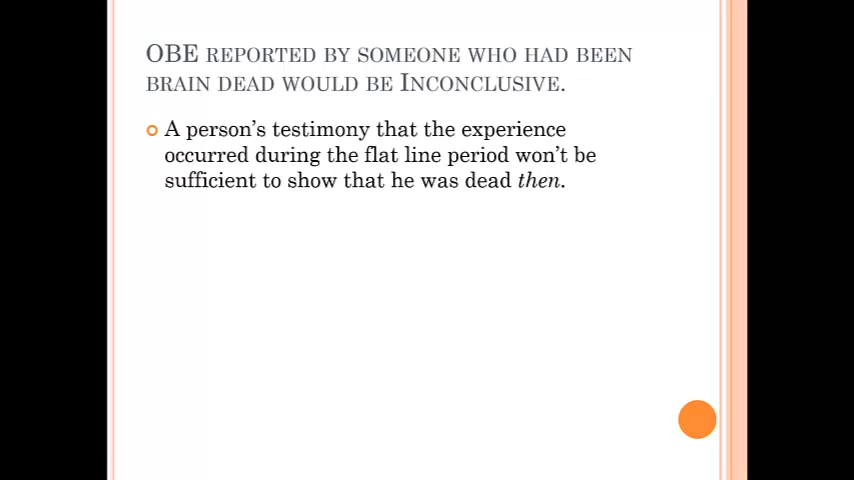 OBE REPORTED BY SOMEONE WHO HAD BEEN
BRAIN DEAD WOULD BE INCONCLUSIVE.
A person's testimony that the experience
occurred during the flat line period won't be
sufficient to show that he was dead then.